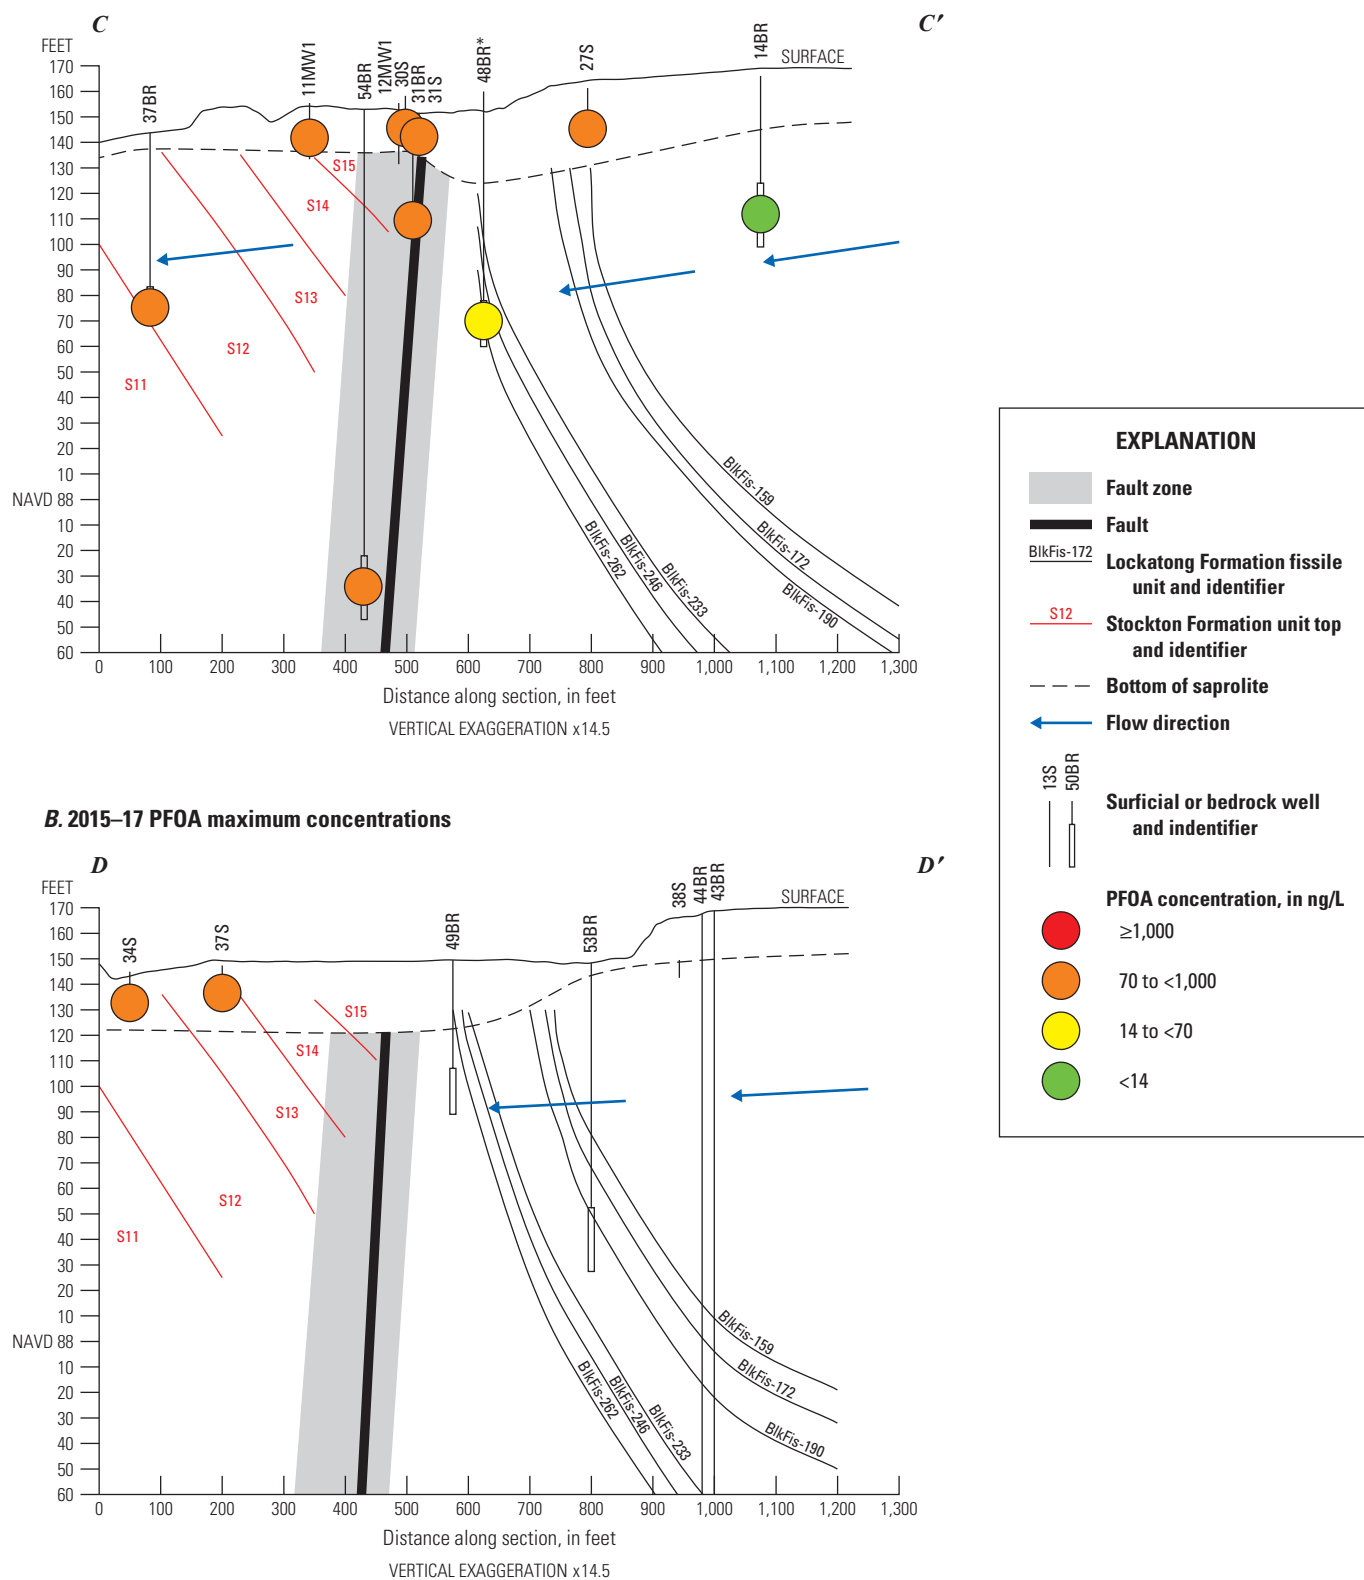 C C′
FEET
170
160
150
140
130
120
110
100
90
80
70
60
50
40
30
20
10
NAVD 88
10
20
30
40
50
60
37BR
11MW1
54BR
12MW1
30S
31BR
31S
48BR*
27S
14BR
SURFACE
S15
S14
S13
S12
S11
BlkFis-159
BlkFis-172
BlkFis-190
BlkFis-233
BlkFis-246
BlkFis-262
0 100 200 300 400 500 600 700 800 900 1,000 1,100 1,200 1,300
Distance along section, in feet
VERTICAL EXAGGERATION x14.5
B. 2015–17 PFOA maximum concentrations
D D′
FEET
170
160
150
140
130
120
110
100
90
80
70
60
50
40
30
20
10
NAVD 88
10
20
30
40
50
60
34S
37S
49BR
53BR
38S
44BR
43BR
SURFACE
S15
S14
S13
S12
S11
BlkFis-159
BlkFis-172
BlkFis-190
BlkFis-233
BlkFis-246
BlkFis-262
0 100 200 300 400 500 600 700 800 900 1,000 1,100 1,200 1,300
Distance along section, in feet
VERTICAL EXAGGERATION x14.5
EXPLANATION
Fault zone
Fault
BlkFis-172 Lockatong Formation fissile
unit and identifier
S12 Stockton Formation unit top
and identifier
Bottom of saprolite
Flow direction
13S
50BR
Surficial or bedrock well
and indentifier
PFOA concentration, in ng/L
≥1,000
70 to <1,000
14 to <70
<14